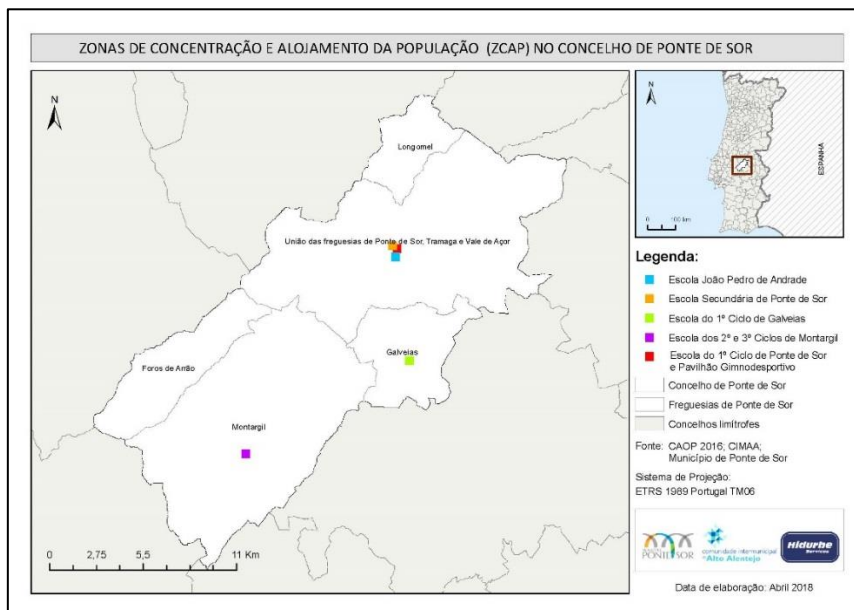 ZONAS DE CONCENTRAÇÃO E ALOJAMENTO DA POPULAÇÃO (ZCAP) NO CONCELHO DE PONTE DE SOR
N
Longomel
União das freguesias de Ponte de Sor, Tramaga e Vale de Açor
Galveias
Foros de Arrão
Montargil
0 2,75 5,5 11 Km
N
ESPANHA
0 100 km
Legenda:
Escola João Pedro de Andrade
Escola Secundária de Ponte de Sor
Escola do 1º Ciclo de Galveias
Escola dos 2º e 3º Ciclos de Montargil
Escola do 1º Ciclo de Ponte de Sor
e Pavilhão Gimnodesportivo
Concelho de Ponte de Sor
Freguesias de Ponte de Sor
Concelhos limítrofes
Fonte: CAOP 2016; CIMAA;
Município de Ponte de Sor
Sistema de Projeção:
ETRS 1989 Portugal TM06
comunidade intermunicipal
do Alto Alentejo
Hidurbe
Services
Data de elaboração: Abril 2018